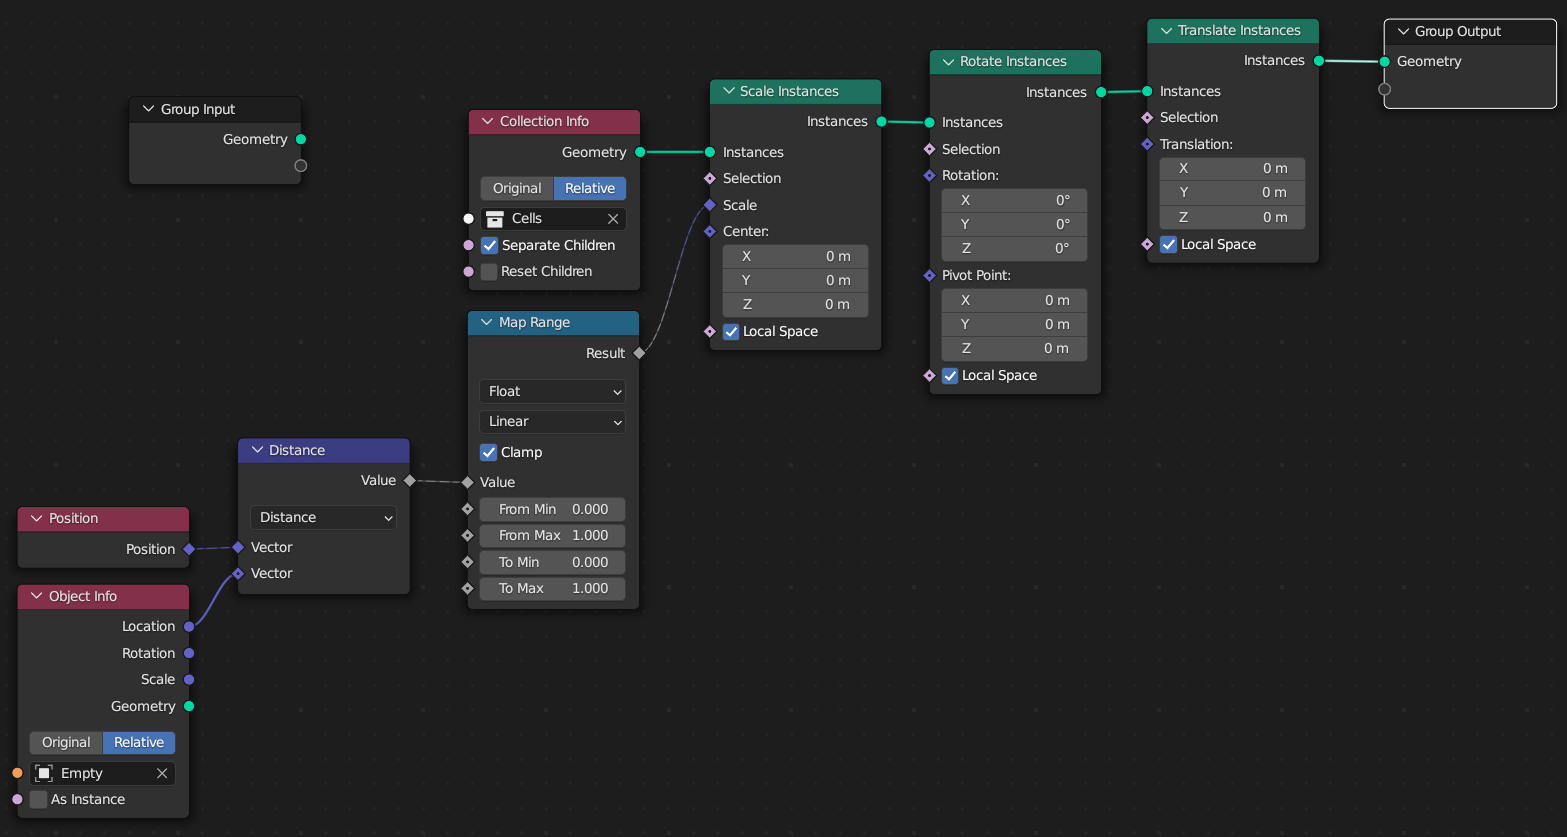 Group Input
Geometry
Collection Info
Geometry
Original Relative
Cells
Separate Children
Reset Children
Map Range
Result
Float
Linear
Clamp
Value
From Min 0.000
From Max 1.000
To Min 0.000
To Max 1.000
Distance
Value
Distance
Vector
Vector
Position
Position
Object Info
Location
Rotation
Scale
Geometry
Original Relative
Empty
As Instance
Scale Instances
Instances
Instances
Selection
Scale
Center:
X 0 m
Y 0 m
Z 0 m
Local Space
Rotate Instances
Instances
Instances
Selection
Rotation:
X 0°
Y 0°
Z 0°
Pivot Point:
X 0 m
Y 0 m
Z 0 m
Local Space
Translate Instances
Instances
Instances
Selection
Translation:
X 0 m
Y 0 m
Z 0 m
Local Space
Group Output
Geometry